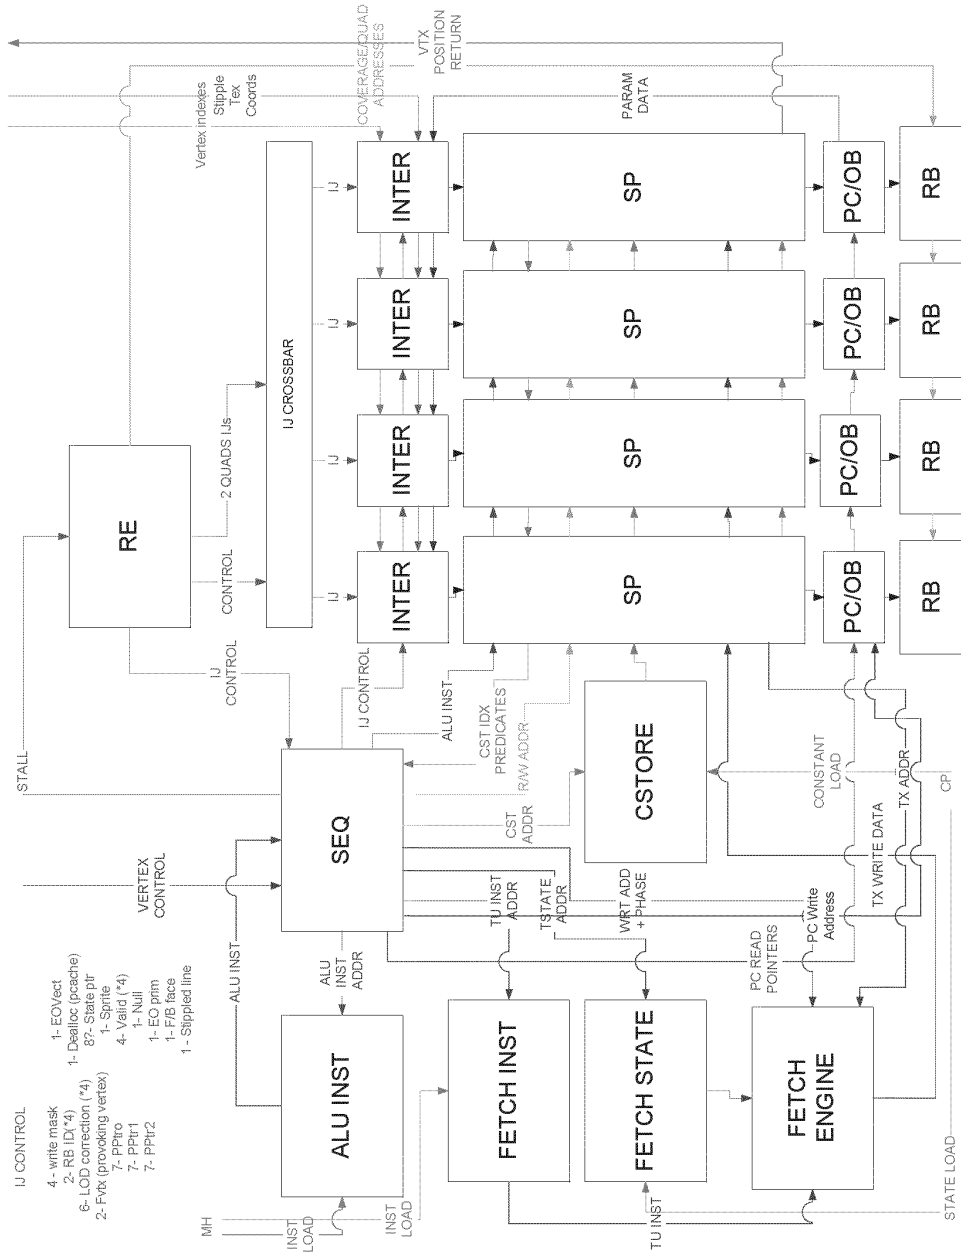 IJ CONTROL
4 - write mask
2- RB ID(*4)
6- LOD correction (*4)
2- Fvtx (provoking vertex)
7- PPtro
7- PPtr1
7- PPtr2
1- EOVect
1- Dealloc (pcache)
8?- State ptr
1- Sprite
4- Valid (*4)
1- Null
1- EO prim
1- F/B face
1 - Stippled line
STALL
VERTEX
CONTROL
ALU INST
RE
IJ
CONTROL
CONTROL
2 QUADS IJs
Vertex indexes
Stipple
Tex
Coords
COVERAGE/QUAD
ADDRESSES
VTX
POSITION
RETURN
IJ CROSSBAR
IJ
IJ
IJ
IJ
SEQ
ALU
INST
ADDR
ALU INST
MH
INST
LOAD
INST
LOAD
IJ CONTROL
INTER
INTER
INTER
INTER
ALU INST
CST IDX
PREDICATES
R/W ADDR
CST
ADDR
TU INST
ADDR
TSTATE
ADDR
WRT ADD
+ PHASE
FETCH INST
FETCH STATE
CSTORE
SP
SP
SP
SP
PARAM
DATA
TU INST
FETCH
ENGINE
PC READ
POINTERS
PC Write
Address
CONSTANT
LOAD
TX WRITE DATA
TX ADDR
PC/OB
PC/OB
PC/OB
PC/OB
STATE LOAD
CP
RB
RB
RB
RB